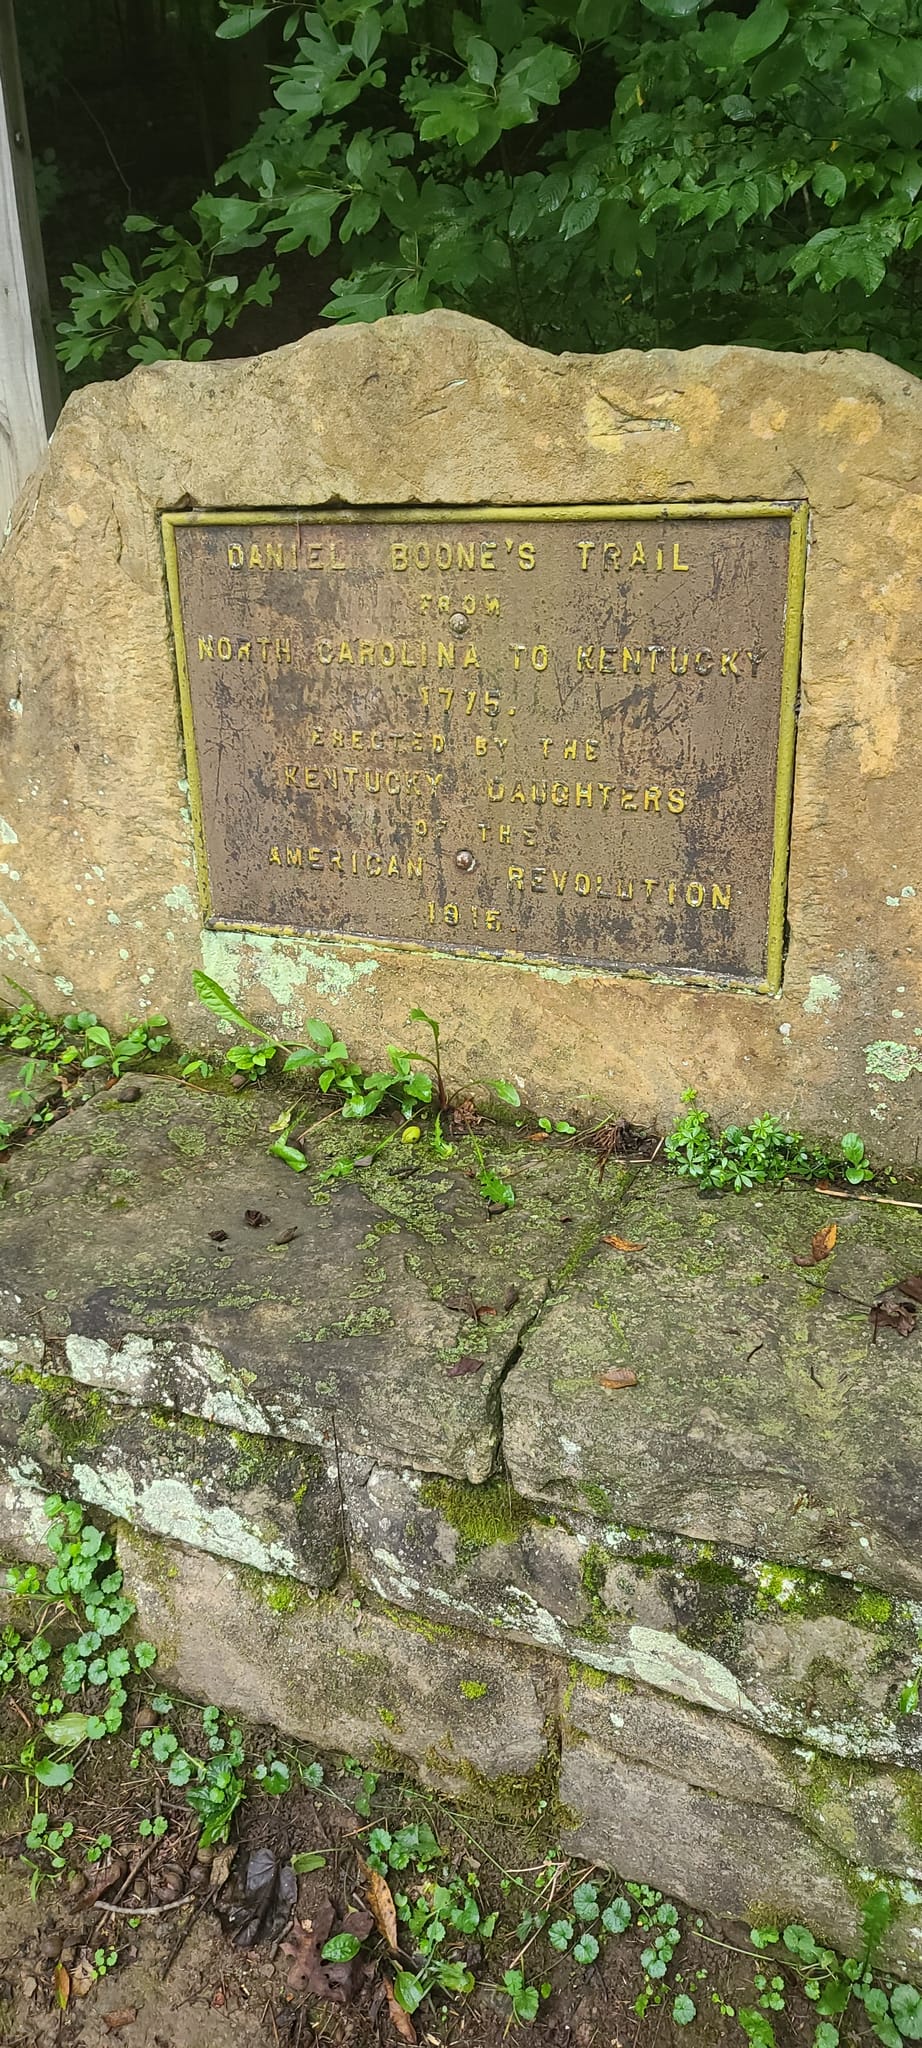 DANIEL BOONE'S TRAIL
FROM
NORTH CAROLINA TO KENTUCKY
1775.
ERECTED BY THE
KENTUCKY DAUGHTERS
OF THE
AMERICAN REVOLUTION
1915.